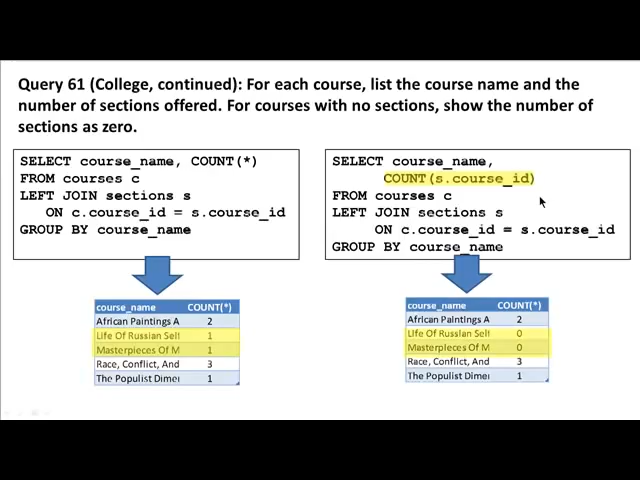 Query 61 (College, continued): For each course, list the course name and the
number of sections offered. For courses with no sections, show the number of
sections as zero.
SELECT course_name, COUNT(*)
FROM courses c
LEFT JOIN sections s
ON c.course_id = s.course_id
GROUP BY course_name
course_name COUNT(*)
African Paintings A 2
Life Of Russian Sell 1
Masterpieces Of M 1
Race, Conflict, And 3
The Populist Dimer 1
SELECT course_name,
COUNT(s.course_id)
FROM courses c
LEFT JOIN sections s
ON c.course_id = s.course_id
GROUP BY course_name
course_name COUNT(*)
African Paintings A 2
Life Of Russian Sell 0
Masterpieces Of M 0
Race, Conflict, And 3
The Populist Dimer 1